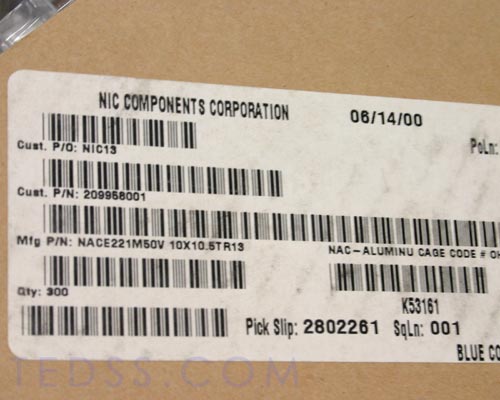 NIC COMPONENTS CORPORATION 06/14/00
Cust. P/O: NIC13 PoLn:
Cust. P/N: 209958001
Mfg P/N: NACE221M50V 10X10.5TR13 NAC-ALUMINU CAGE CODE #
Qty: 300
K53161
Pick Slip: 2802261 SqLn: 001
BLUE
TEDSS.COM